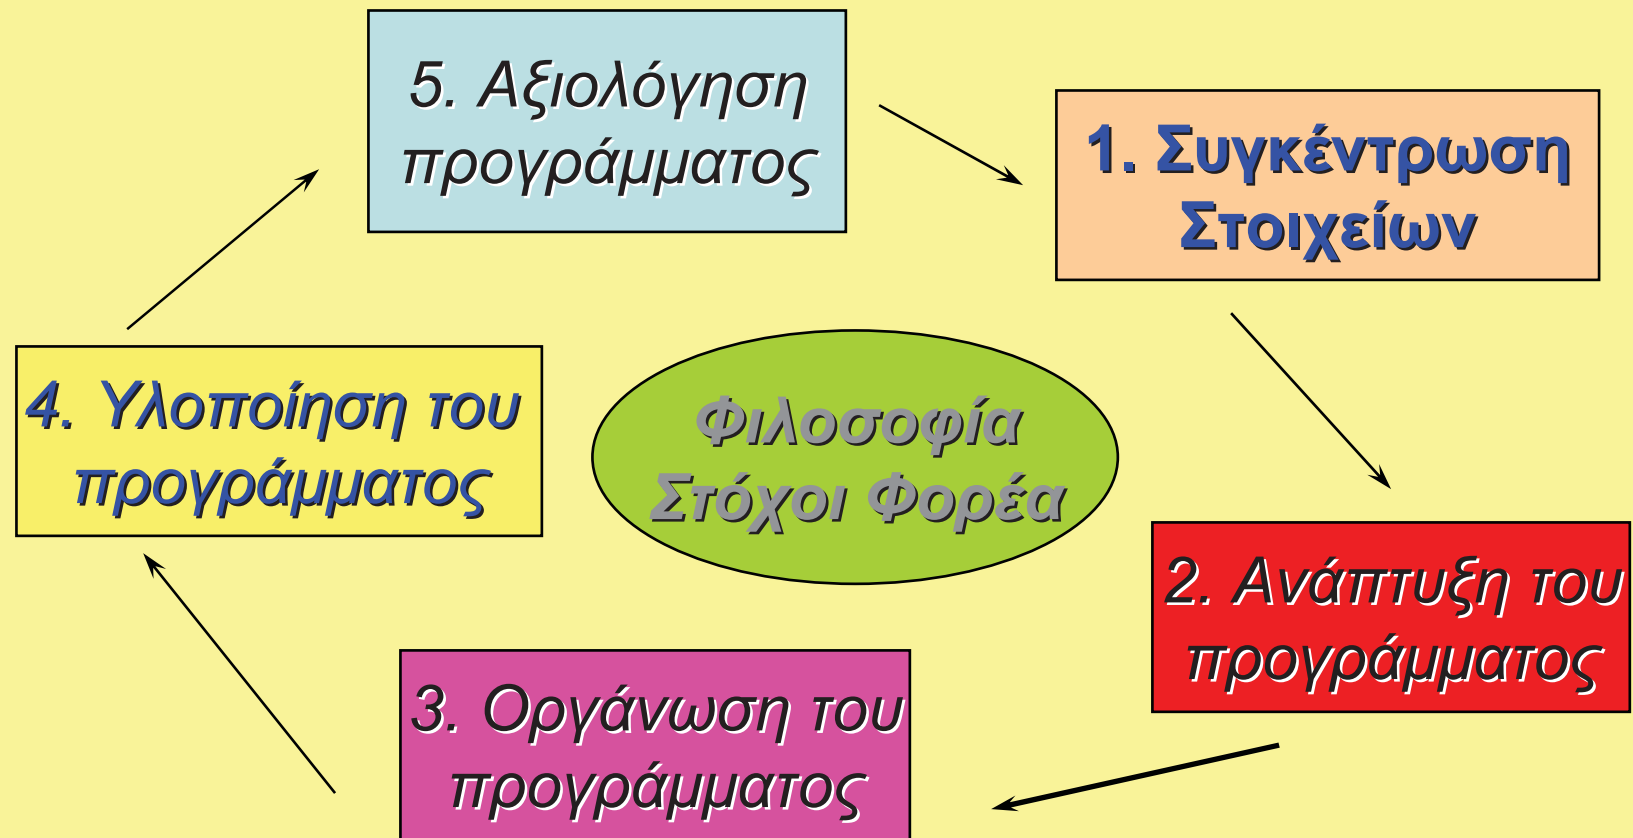 5. Αξιολόγηση
προγράμματος
1. Συγκέντρωση
Στοιχείων
4. Υλοποίηση του
προγράμματος
Φιλοσοφία
Στόχοι Φορέα
2. Ανάπτυξη του
προγράμματος
3. Οργάνωση του
προγράμματος